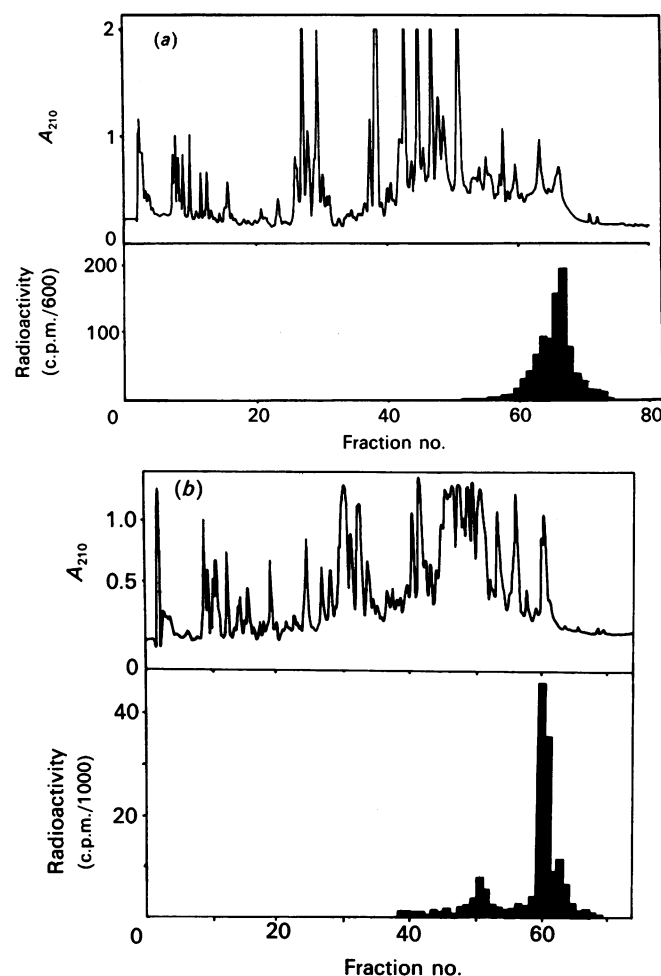 (a)
2
1
0
A210
200
100
Radioactivity
(c.p.m./600)
0 20 40 60 80
Fraction no.
(b)
1.0
0.5
0
A210
40
20
Radioactivity
(c.p.m./1000)
0 20 40 60
Fraction no.